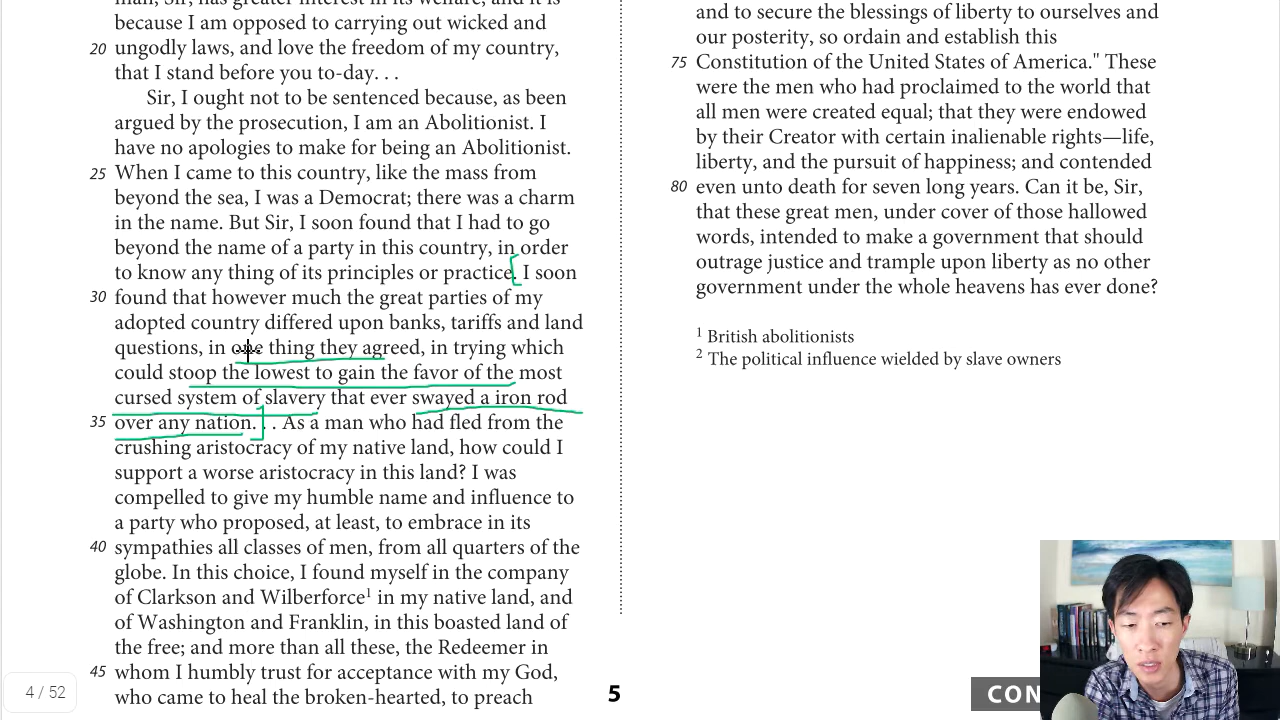 man, Sir, has greater interest in its welfare, and it is
because I am opposed to carrying out wicked and
20 ungodly laws, and love the freedom of my country,
that I stand before you to-day. . .
Sir, I ought not to be sentenced because, as been
argued by the prosecution, I am an Abolitionist. I
have no apologies to make for being an Abolitionist.
25 When I came to this country, like the mass from
beyond the sea, I was a Democrat; there was a charm
in the name. But Sir, I soon found that I had to go
beyond the name of a party in this country, in order
to know any thing of its principles or practice. I soon
30 found that however much the great parties of my
adopted country differed upon banks, tariffs and land
questions, in one thing they agreed, in trying which
could stoop the lowest to gain the favor of the most
cursed system of slavery that ever swayed a iron rod
35 over any nation. . . As a man who had fled from the
crushing aristocracy of my native land, how could I
support a worse aristocracy in this land? I was
compelled to give my humble name and influence to
a party who proposed, at least, to embrace in its
40 sympathies all classes of men, from all quarters of the
globe. In this choice, I found myself in the company
of Clarkson and Wilberforce1 in my native land, and
of Washington and Franklin, in this boasted land of
the free; and more than all these, the Redeemer in
45 whom I humbly trust for acceptance with my God,
who came to heal the broken-hearted, to preach
and to secure the blessings of liberty to ourselves and
our posterity, so ordain and establish this
75 Constitution of the United States of America." These
were the men who had proclaimed to the world that
all men were created equal; that they were endowed
by their Creator with certain inalienable rights—life,
liberty, and the pursuit of happiness; and contended
80 even unto death for seven long years. Can it be, Sir,
that these great men, under cover of those hallowed
words, intended to make a government that should
outrage justice and trample upon liberty as no other
government under the whole heavens has ever done?
1 British abolitionists
2 The political influence wielded by slave owners
4 / 52
5
CON